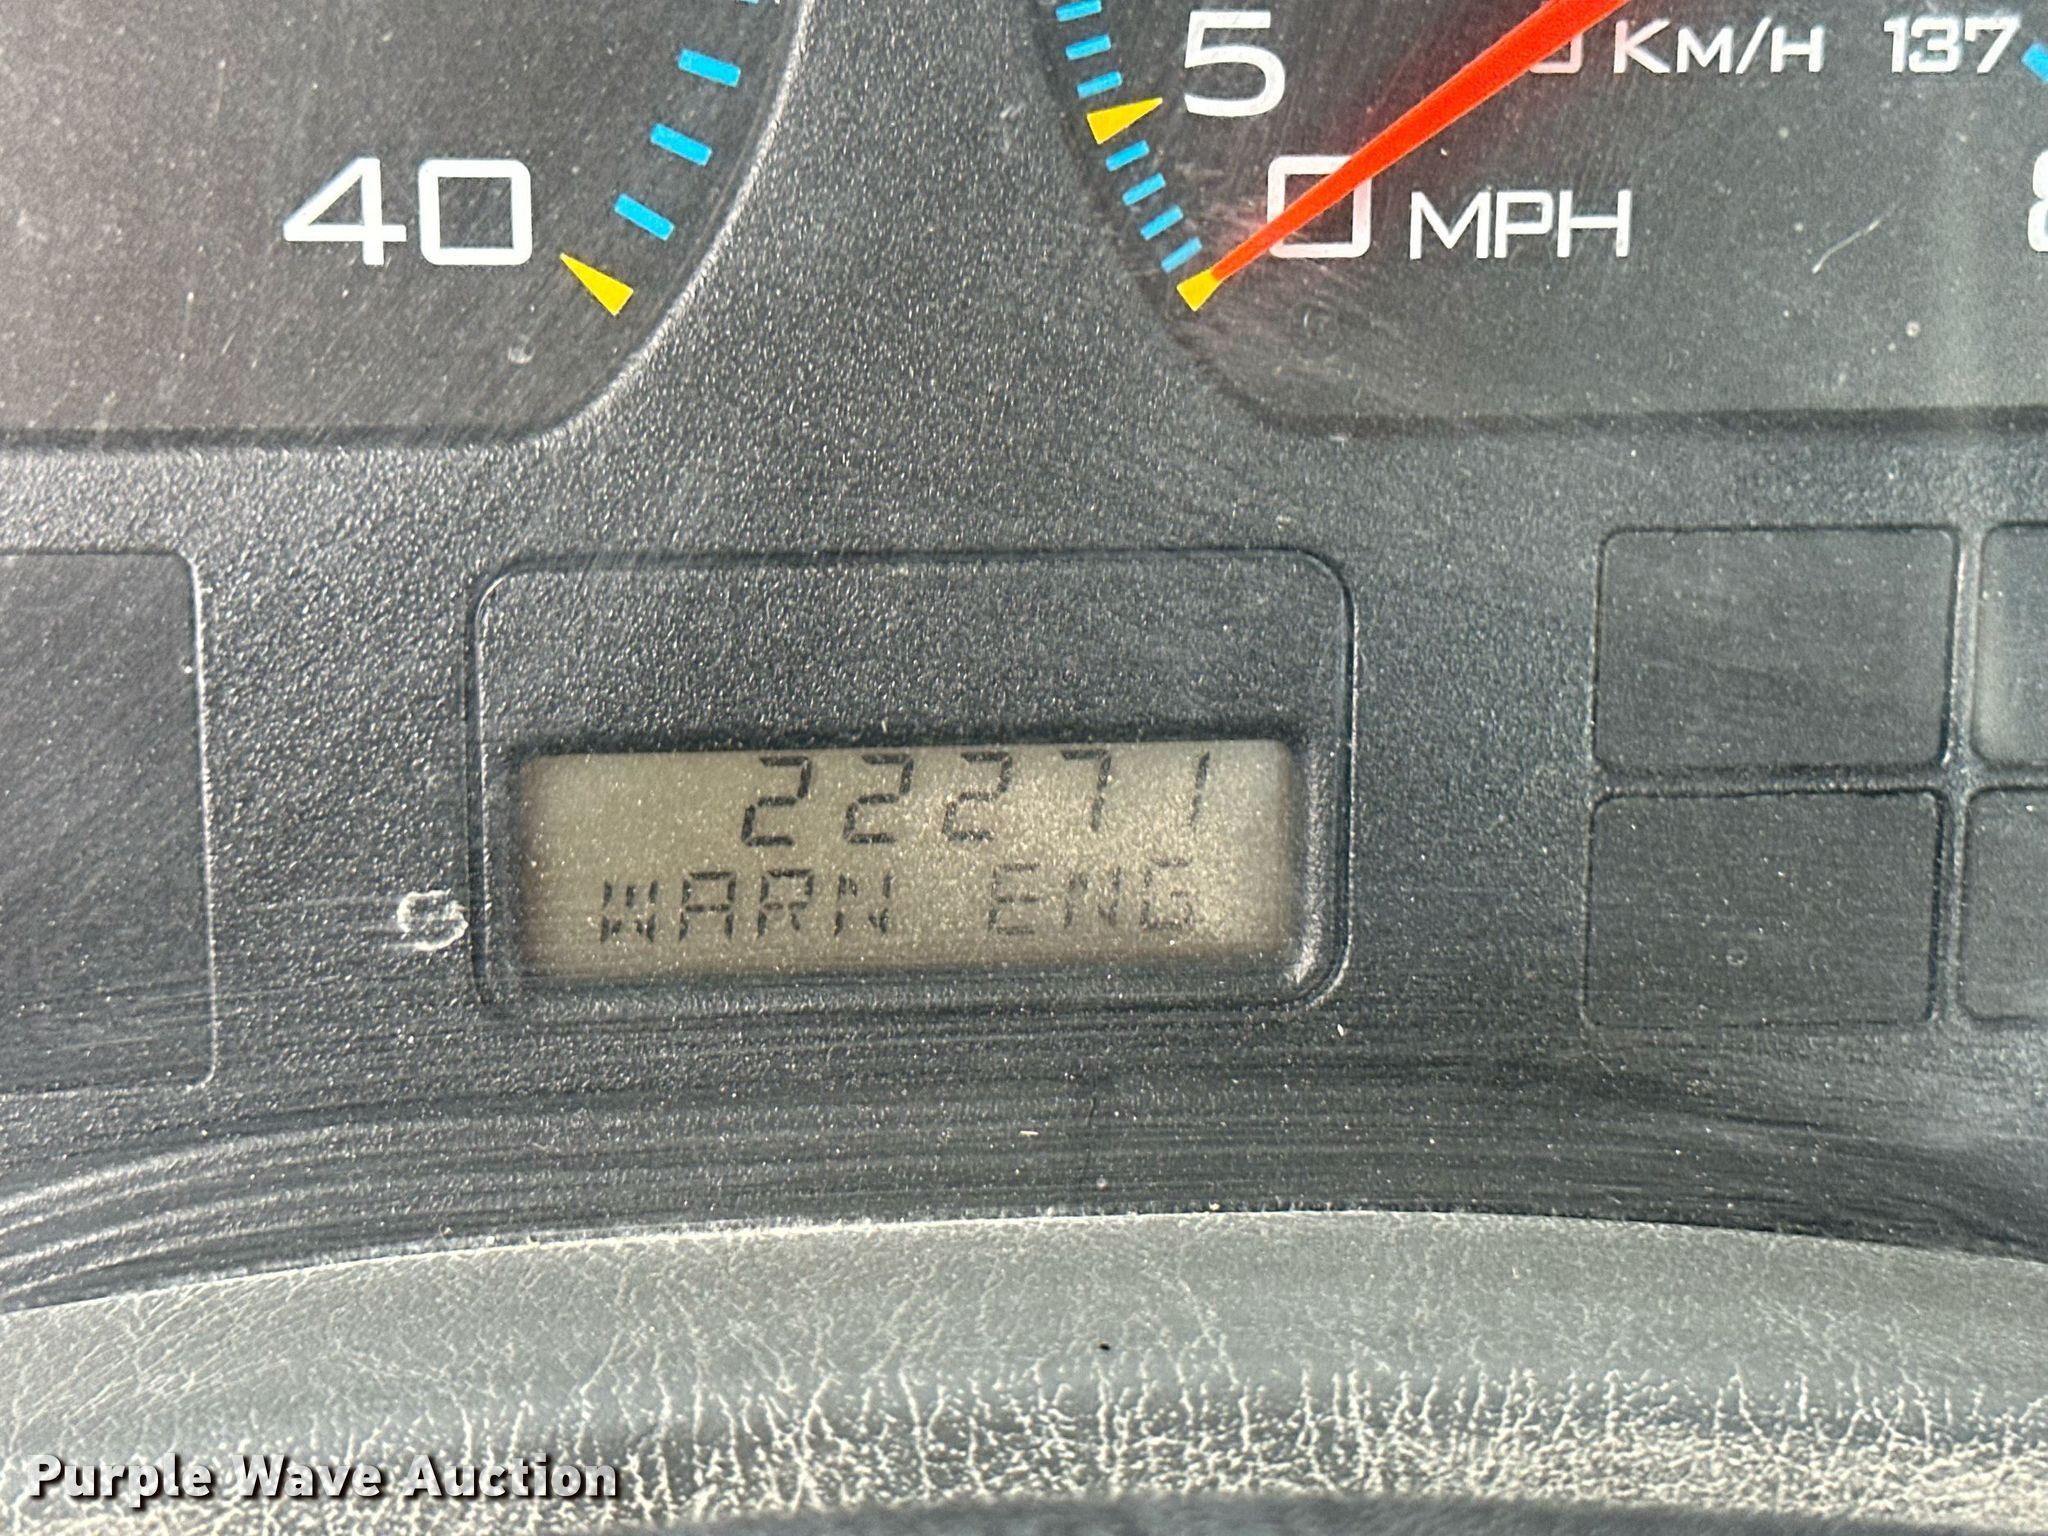 5
KM/H 137
40
0 MPH
22271
WARN ENG
Purple Wave Auction